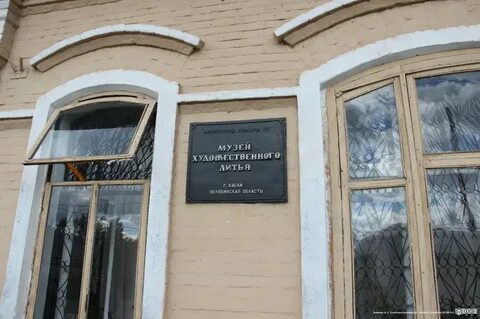 МУЗЕЙ
ХУДОЖЕСТВЕННОГО
ЛИТЬЯ
Г. КАСЛИ
ЧЕЛЯБИНСКАЯ ОБЛАСТЬ